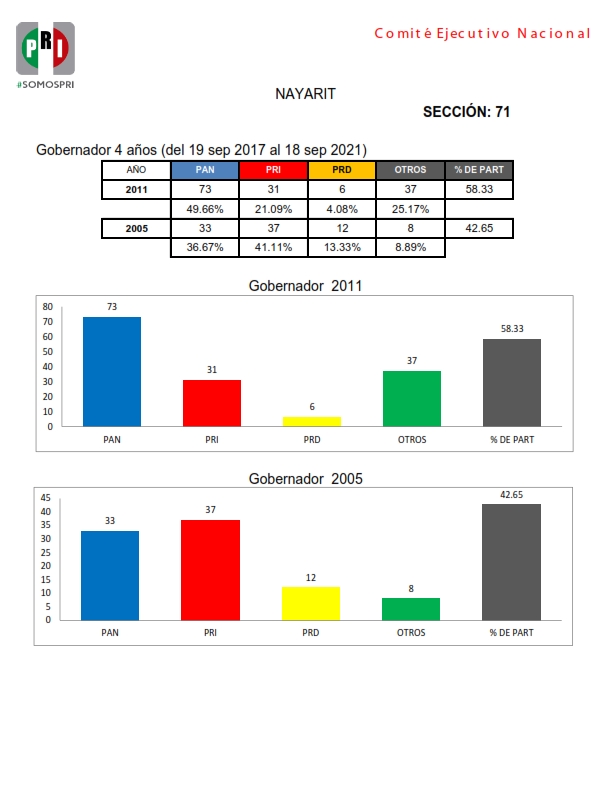 PRI
#SOMOSPRI
Comité Ejecutivo Nacional
NAYARIT
SECCIÓN: 71
Gobernador 4 años (del 19 sep 2017 al 18 sep 2021)
AÑO PAN PRI PRD OTROS % DE PART
2011 73 31 6 37 58.33
49.66% 21.09% 4.08% 25.17%
2005 33 37 12 8 42.65
36.67% 41.11% 13.33% 8.89%
Gobernador 2011
80
70
60
50
40
30
20
10
0
73
31
6
37
58.33
PAN PRI PRD OTROS % DE PART
Gobernador 2005
45
40
35
30
25
20
15
10
5
0
33
37
12
8
42.65
PAN PRI PRD OTROS % DE PART